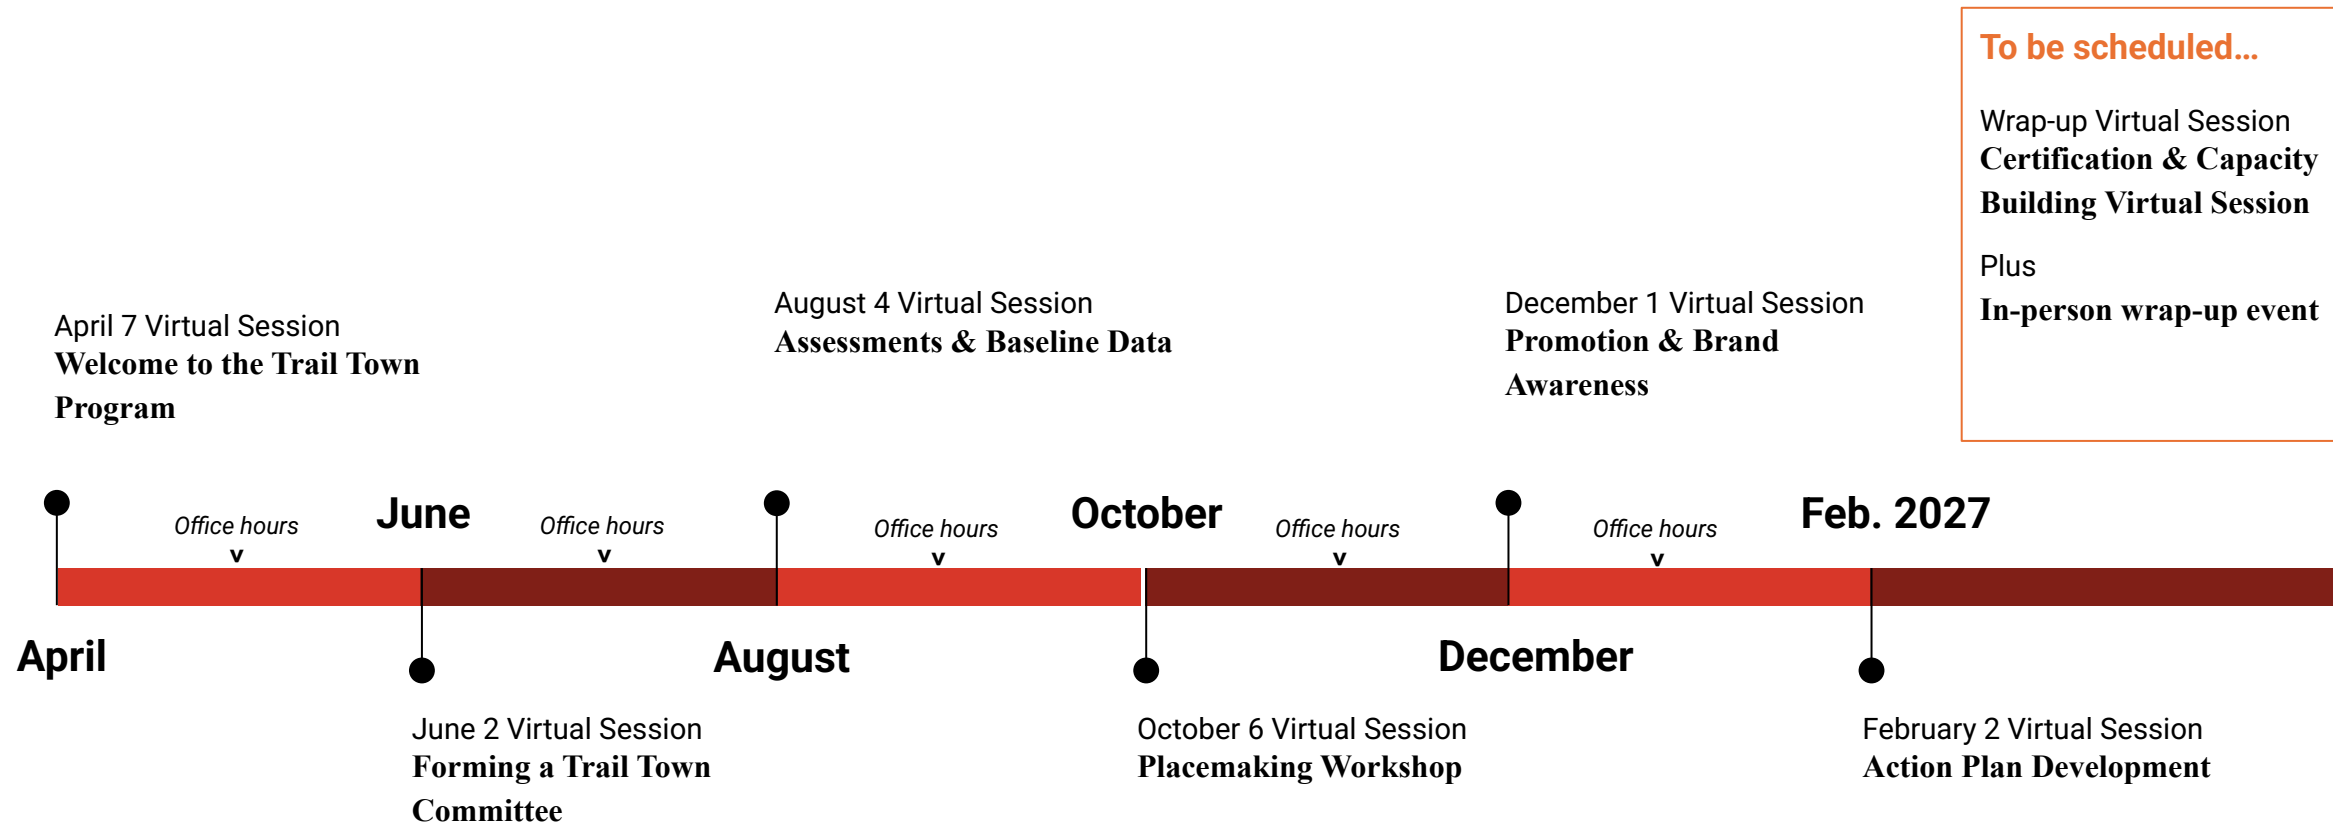 To be scheduled...
Wrap-up Virtual Session
Certification & Capacity
Building Virtual Session
Plus
In-person wrap-up event
April 7 Virtual Session
Welcome to the Trail Town
Program
August 4 Virtual Session
Assessments & Baseline Data
December 1 Virtual Session
Promotion & Brand
Awareness
Office hours
v
June
Office hours
v
Office hours
v
October
Office hours
v
Office hours
v
Feb. 2027
April
August
December
June 2 Virtual Session
Forming a Trail Town
Committee
October 6 Virtual Session
Placemaking Workshop
February 2 Virtual Session
Action Plan Development